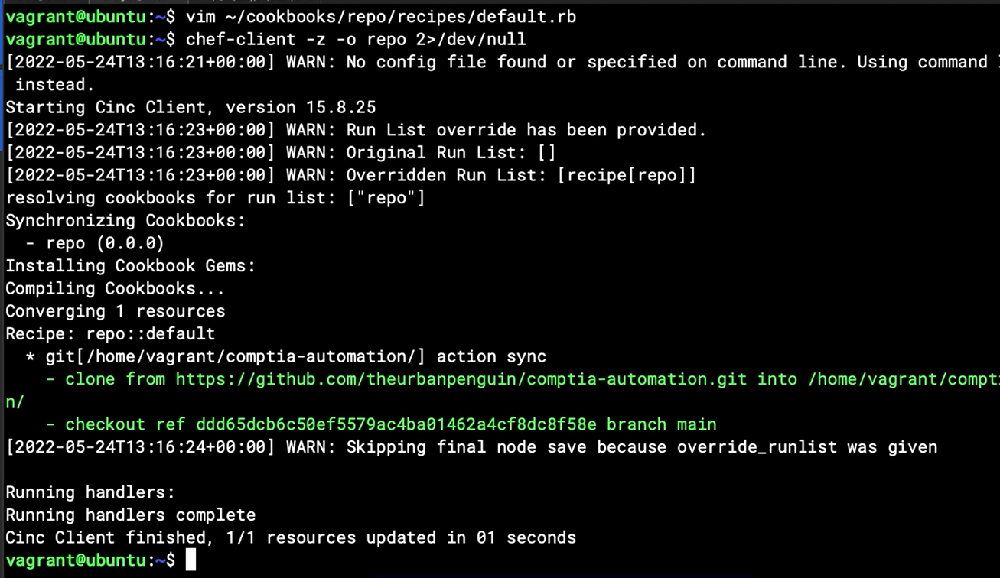 vagrant@ubuntu:~$ vim ~/cookbooks/repo/recipes/default.rb
vagrant@ubuntu:~$ chef-client -z -o repo 2>/dev/null
[2022-05-24T13:16:21+00:00] WARN: No config file found or specified on command line. Using command
 instead.
Starting Cinc Client, version 15.8.25
[2022-05-24T13:16:23+00:00] WARN: Run List override has been provided.
[2022-05-24T13:16:23+00:00] WARN: Original Run List: []
[2022-05-24T13:16:23+00:00] WARN: Overridden Run List: [recipe[repo]]
resolving cookbooks for run list: ["repo"]
Synchronizing Cookbooks:
  - repo (0.0.0)
Installing Cookbook Gems:
Compiling Cookbooks...
Converging 1 resources
Recipe: repo::default
  * git[/home/vagrant/comptia-automation/] action sync
    - clone from https://github.com/theurbanpenguin/comptia-automation.git into /home/vagrant/compt
n/
    - checkout ref ddd65dcb6c50ef5579ac4ba01462a4cf8dc8f58e branch main
[2022-05-24T13:16:24+00:00] WARN: Skipping final node save because override_runlist was given

Running handlers:
Running handlers complete
Cinc Client finished, 1/1 resources updated in 01 seconds
vagrant@ubuntu:~$